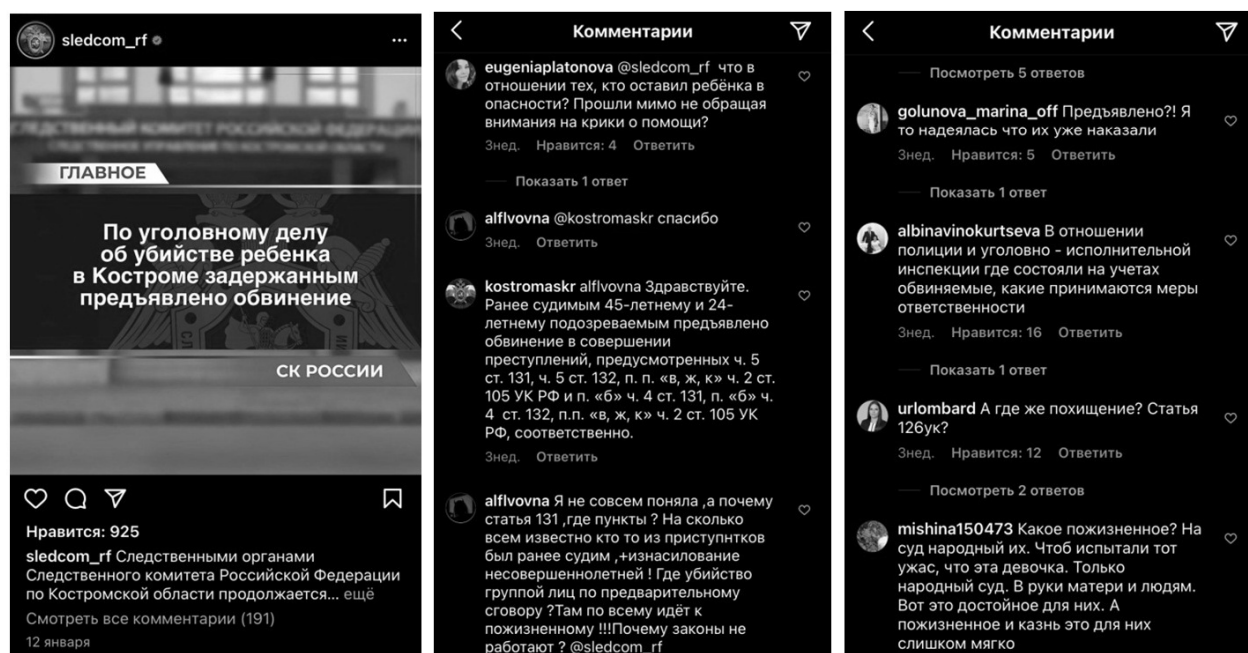 sledcom_rf
СЛЕДСТВЕННЫЙ КОМИТЕТ РОССИЙСКОЙ ФЕДЕРАЦИИ
СЛЕДСТВЕННОЕ УПРАВЛЕНИЕ ПО КОСТРОМСКОЙ ОБЛАСТИ
ГЛАВНОЕ
По уголовному делу
об убийстве ребенка
в Костроме задержанным
предъявлено обвинение
СК РОССИИ
Нравится: 925
sledcom_rf Следственными органами
Следственного комитета Российской Федерации
по Костромской области продолжается... ещё
Смотреть все комментарии (191)
12 января
Комментарии
eugeniaplatonova @sledcom_rf что в
отношении тех, кто оставил ребёнка в
опасности? Прошли мимо не обращая
внимания на крики о помощи?
3нед. Нравится: 4 Ответить
Показать 1 ответ
alflvovna @kostromaskr спасибо
3нед. Ответить
kostromaskr alflvovna Здравствуйте.
Ранее судимым 45-летнему и 24-
летнему подозреваемым предъявлено
обвинение в совершении
преступлений, предусмотренных ч. 5
ст. 131, ч. 5 ст. 132, п. п. «в, ж, к» ч. 2 ст.
105 УК РФ и п. «б» ч. 4 ст. 131, п. «б» ч.
4 ст. 132, п.п. «в, ж, к» ч. 2 ст. 105 УК
РФ, соответственно.
3нед. Ответить
alflvovna Я не совсем поняла ,а почему
статья 131 ,где пункты ? На сколько
всем известно кто то из приступнтков
был ранее судим ,+изнасилование
несовершеннолетней ! Где убийство
группой лиц по предварительному
сговору ?Там по всему идёт к
пожизненному !!!Почему законы не
работают ? @sledcom_rf
Комментарии
Посмотреть 5 ответов
golunova_marina_off Предъявлено?! Я
то надеялась что их уже наказали
3нед. Нравится: 5 Ответить
Показать 1 ответ
albinavinokurtseva В отношении
полиции и уголовно - исполнительной
инспекции где состояли на учетах
обвиняемые, какие принимаются меры
ответственности
3нед. Нравится: 16 Ответить
Показать 1 ответ
urlombard А где же похищение? Статья
126ук?
3нед. Нравится: 12 Ответить
Посмотреть 2 ответов
mishina150473 Какое пожизненное? На
суд народный их. Чтоб испытали тот
ужас, что эта девочка. Только
народный суд. В руки матери и людям.
Вот это достойное для них. А
пожизненное и казнь это для них
слишком мягко